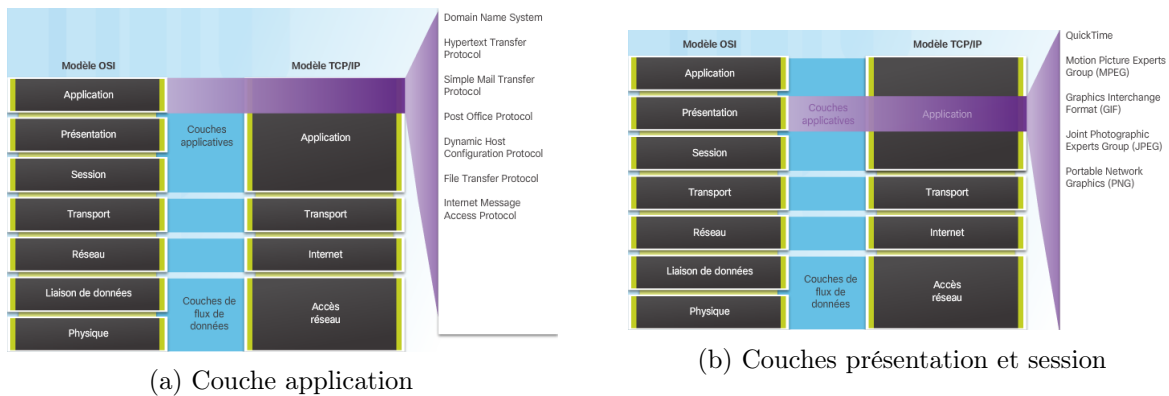 Modèle OSI
Modèle TCP/IP
Application
Présentation
Session
Transport
Réseau
Liaison de données
Physique
Couches
applicatives
Couches de
flux de
données
Application
Transport
Internet
Accès
réseau
Domain Name System
Hypertext Transfer
Protocol
Simple Mail Transfer
Protocol
Post Office Protocol
Dynamic Host
Configuration Protocol
File Transfer Protocol
Internet Message
Access Protocol
(a) Couche application
Modèle OSI
Modèle TCP/IP
Application
Présentation
Session
Transport
Réseau
Liaison de données
Physique
Couches
applicatives
Couches de
flux de
données
Application
Transport
Internet
Accès
réseau
QuickTime
Motion Picture Experts
Group (MPEG)
Graphics Interchange
Format (GIF)
Joint Photographic
Experts Group (JPEG)
Portable Network
Graphics (PNG)
(b) Couches présentation et session